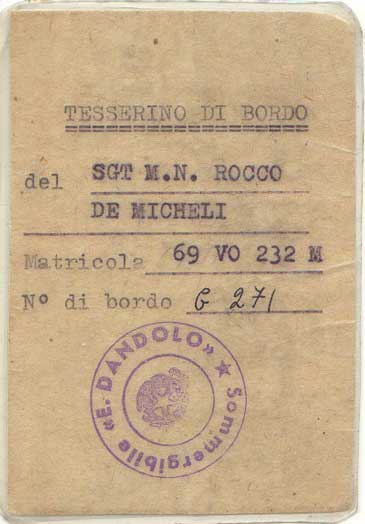 TESSERINO DI BORDO
del SGT M.N. ROCCO
DE MICHELI
Matricola 69 VO 232 M
N° di bordo G 271
Sommergibile «E. DANDOLO» ★